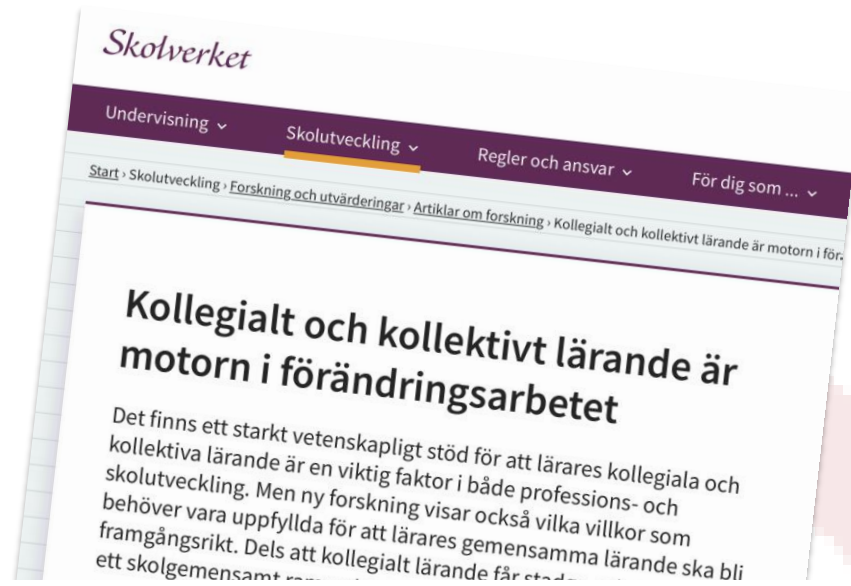 Skolverket
Undervisning Skolutveckling Regler och ansvar För dig som ...
Start › Skolutveckling › Forskning och utvärderingar › Artiklar om forskning › Kollegialt och kollektivt lärande är motorn i för
Kollegialt och kollektivt lärande är
motorn i förändringsarbetet
Det finns ett starkt vetenskapligt stöd för att lärares kollegiala och
kollektiva lärande är en viktig faktor i både professions- och
skolutveckling. Men ny forskning visar också vilka villkor som
behöver vara uppfyllda för att lärares gemensamma lärande ska bli
framgångsrikt. Dels att kollegialt lärande får
ett skolgemensamt